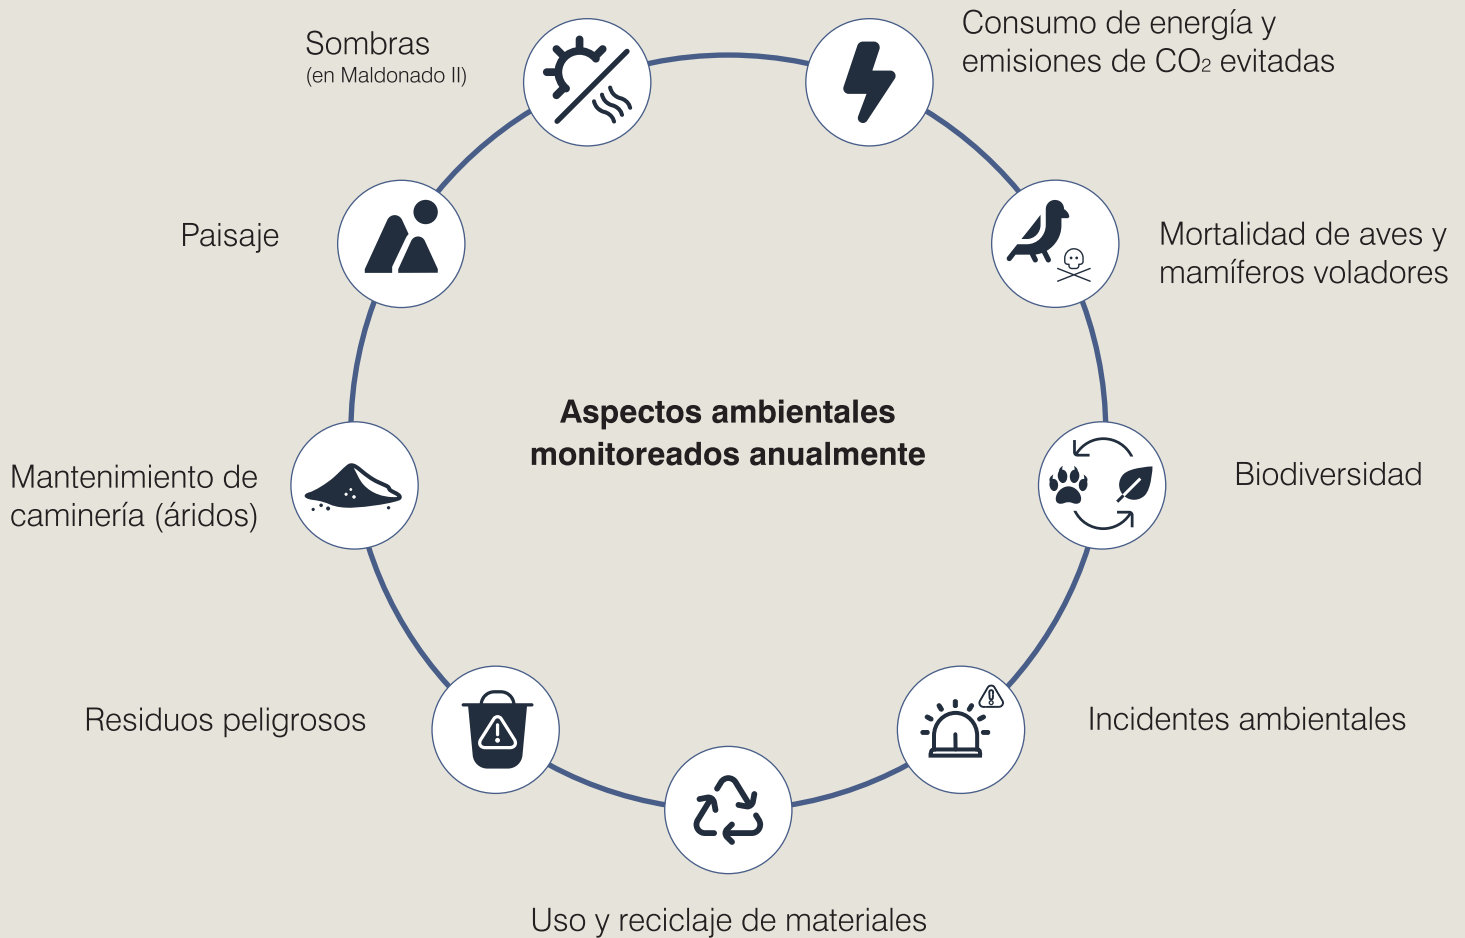 Sombras
(en Maldonado II)
Consumo de energía y
emisiones de CO₂ evitadas
Paisaje
Mortalidad de aves y
mamíferos voladores
Aspectos ambientales
monitoreados anualmente
Mantenimiento de
caminería (áridos)
Biodiversidad
Residuos peligrosos
Incidentes ambientales
Uso y reciclaje de materiales